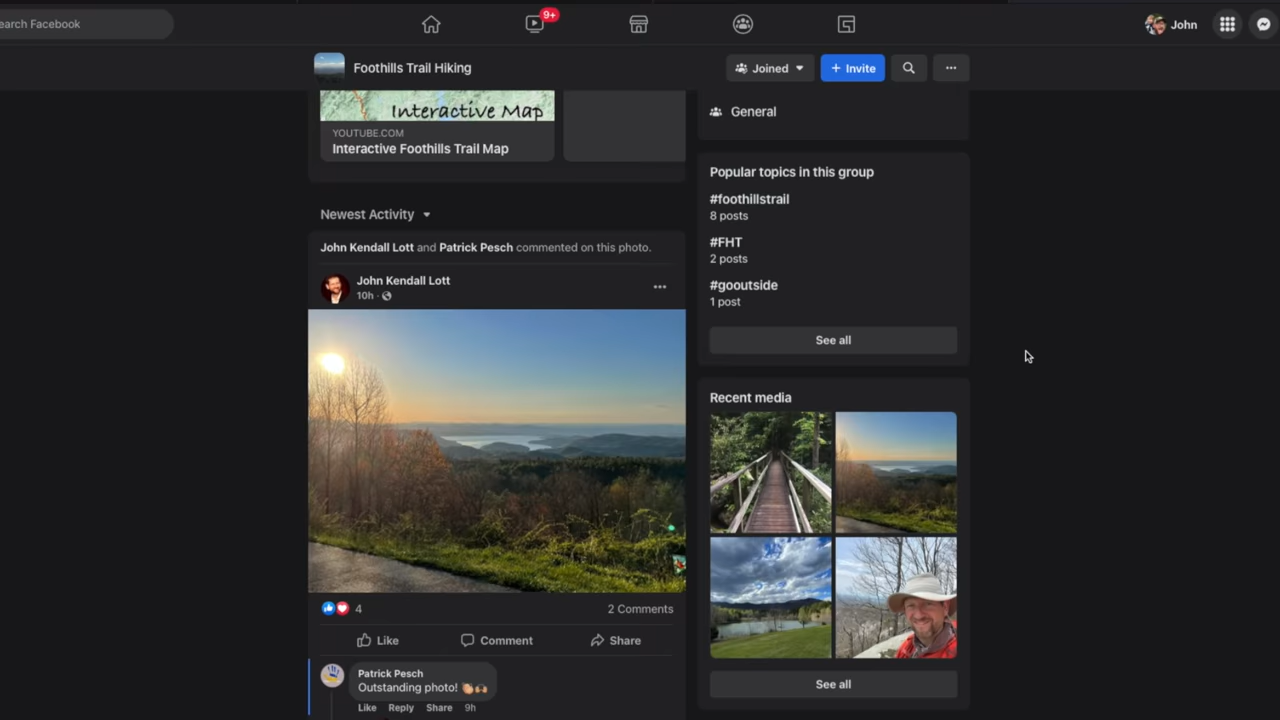 earch Facebook
9+
John
Foothills Trail Hiking
Joined
+ Invite
Interactive Map
YOUTUBE.COM
Interactive Foothills Trail Map
General
Popular topics in this group
#foothillstrail
8 posts
#FHT
2 posts
#gooutside
1 post
See all
Newest Activity
John Kendall Lott and Patrick Pesch commented on this photo.
John Kendall Lott
10h ·
4
2 Comments
Like
Comment
Share
Patrick Pesch
Outstanding photo! 👏🙌
Like Reply Share 9h
Recent media
See all